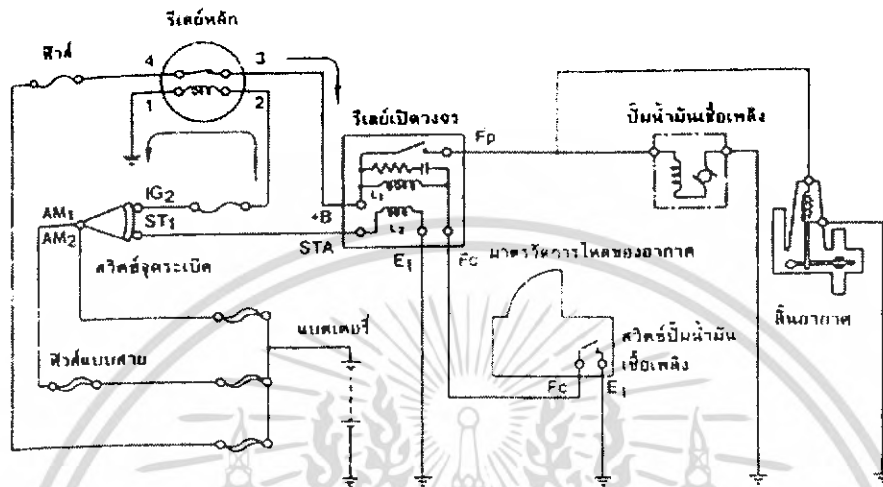 รีเลย์หลัก
ฟิวส์
4
3
1
2
รีเลย์เปิดวงจร
Fp
ปั๊มน้ำมันเชื้อเพลิง
IG2
ST1
AM1
AM2
+B
L1
L2
STA
E1
Fc
มาตรวัดการไหลของอากาศ
สวิตช์จุดระเบิด
ลิ้นอากาศ
แบตเตอรี่
สวิตช์ปั๊มน้ำมัน
เชื้อเพลิง
ฟิวส์แบบสาย
Fc
E1